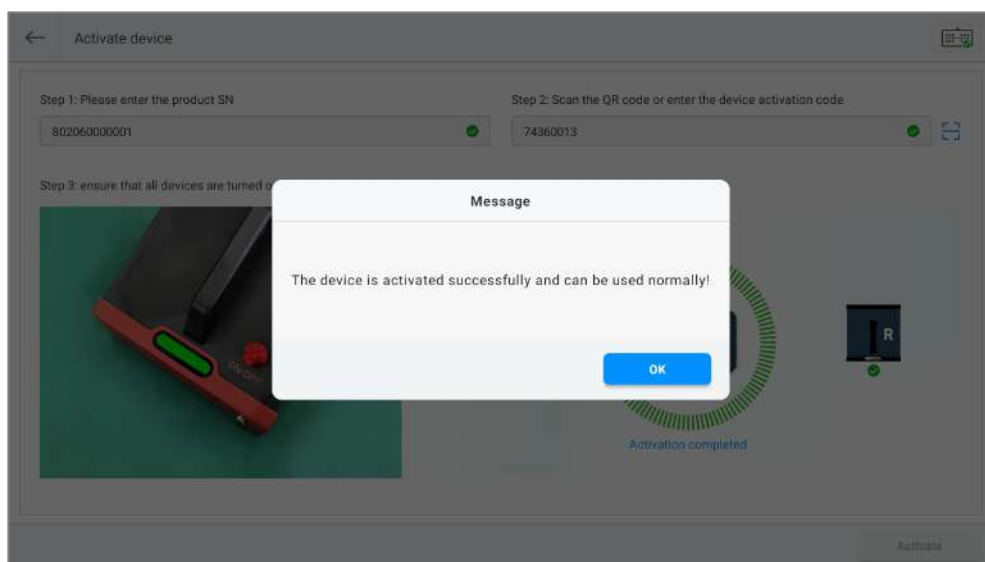 Activate device
Step 1: Please enter the product SN
802060000001
Step 2: Scan the QR code or enter the device activation code
74360013
Step 3: ensure that all devices are turned
Message
The device is activated successfully and can be used normally!
OK
ON/OFF
R
Activation completed
Activate